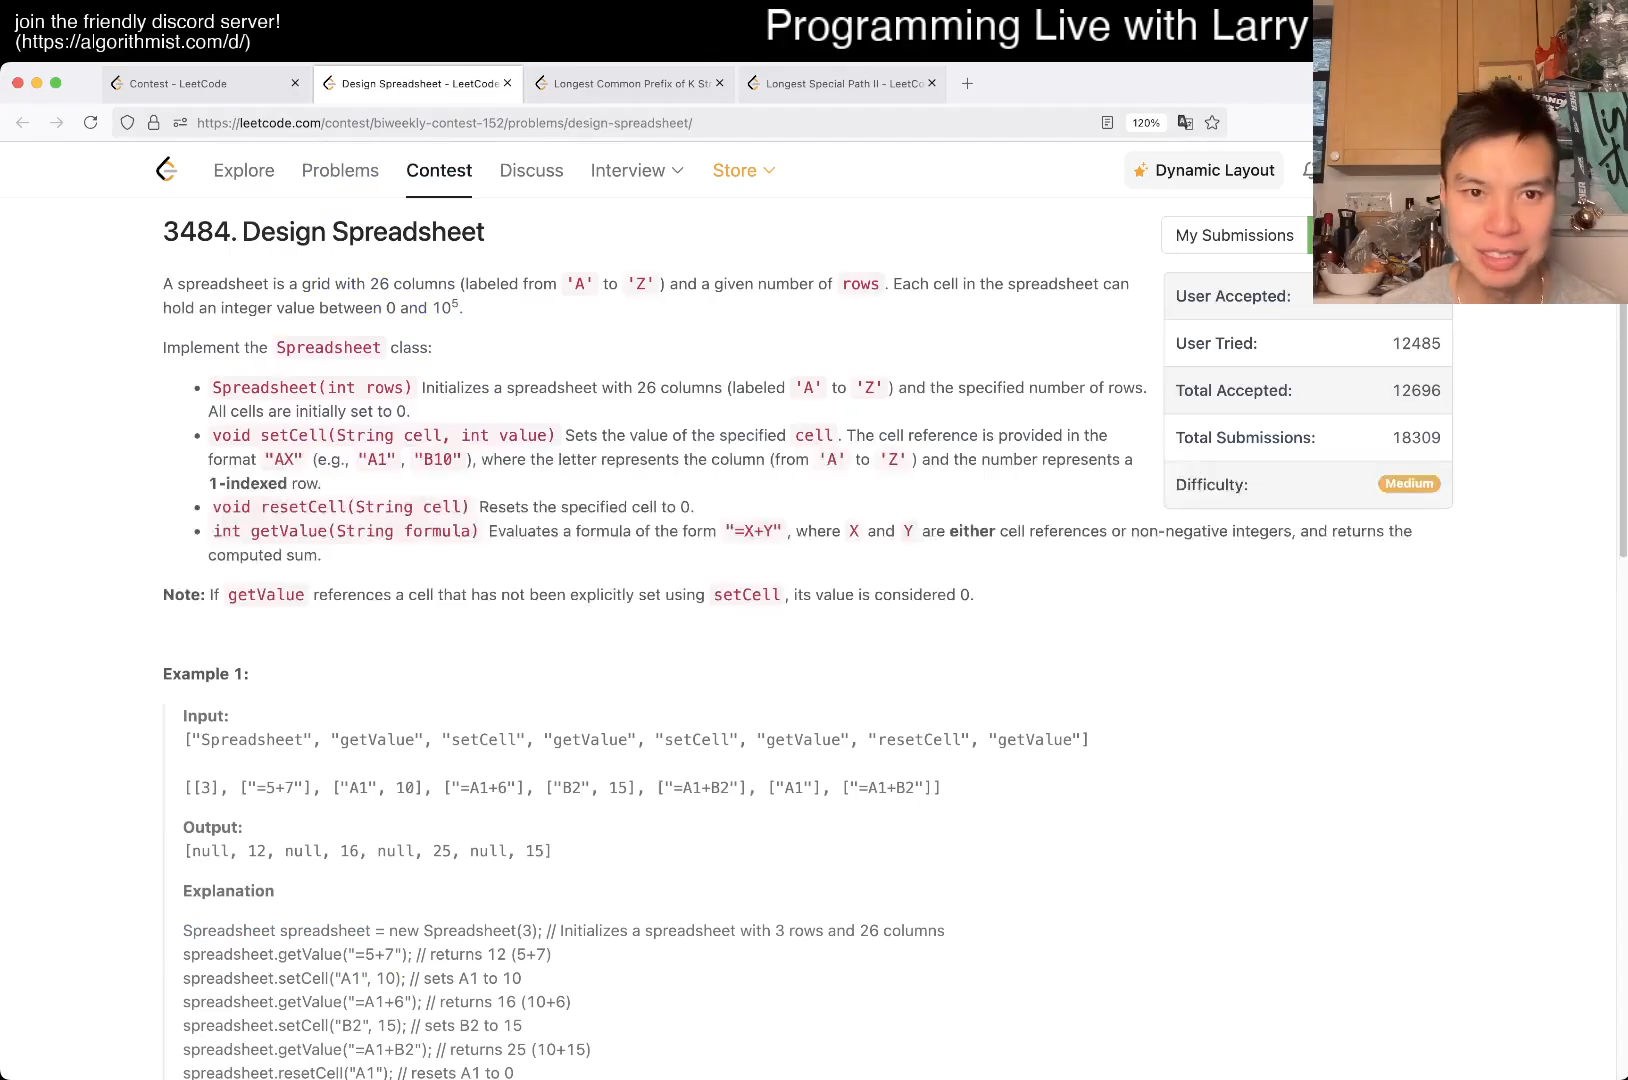 join the friendly discord server!
(https://algorithmist.com/d/)
Programming Live with Larry
Contest - LeetCode
Design Spreadsheet - LeetCode
Longest Common Prefix of K Str
Longest Special Path II - LeetCo
https://leetcode.com/contest/biweekly-contest-152/problems/design-spreadsheet/
120%
Explore
Problems
Contest
Discuss
Interview
Store
Dynamic Layout
3484. Design Spreadsheet
My Submissions
A spreadsheet is a grid with 26 columns (labeled from 'A' to 'Z') and a given number of rows. Each cell in the spreadsheet can
hold an integer value between 0 and 10⁵.
User Accepted:
User Tried: 12485
Total Accepted: 12696
Total Submissions: 18309
Difficulty: Medium
Implement the Spreadsheet class:
• Spreadsheet(int rows) Initializes a spreadsheet with 26 columns (labeled 'A' to 'Z') and the specified number of rows.
All cells are initially set to 0.
• void setCell(String cell, int value) Sets the value of the specified cell. The cell reference is provided in the
format "AX" (e.g., "A1", "B10"), where the letter represents the column (from 'A' to 'Z') and the number represents a
1-indexed row.
• void resetCell(String cell) Resets the specified cell to 0.
• int getValue(String formula) Evaluates a formula of the form "=X+Y", where X and Y are either cell references or non-negative integers, and returns the
computed sum.
Note: If getValue references a cell that has not been explicitly set using setCell, its value is considered 0.
Example 1:
Input:
["Spreadsheet", "getValue", "setCell", "getValue", "setCell", "getValue", "resetCell", "getValue"]
[[3], ["=5+7"], ["A1", 10], ["=A1+6"], ["B2", 15], ["=A1+B2"], ["A1"], ["=A1+B2"]]
Output:
[null, 12, null, 16, null, 25, null, 15]
Explanation
Spreadsheet spreadsheet = new Spreadsheet(3); // Initializes a spreadsheet with 3 rows and 26 columns
spreadsheet.getValue("=5+7"); // returns 12 (5+7)
spreadsheet.setCell("A1", 10); // sets A1 to 10
spreadsheet.getValue("=A1+6"); // returns 16 (10+6)
spreadsheet.setCell("B2", 15); // sets B2 to 15
spreadsheet.getValue("=A1+B2"); // returns 25 (10+15)
spreadsheet.resetCell("A1"); // resets A1 to 0